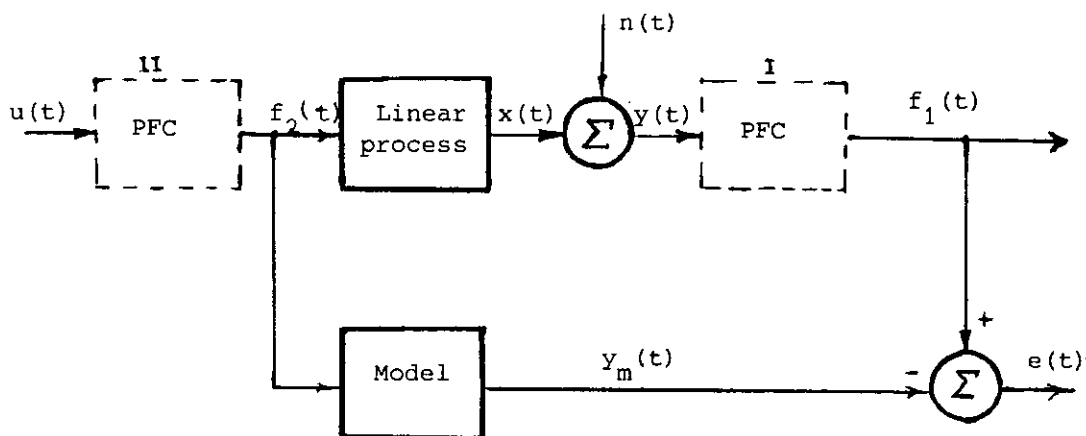 n(t)
II
I
u(t)
PFC
f₂(t)
Linear
process
x(t)
Σ
y(t)
PFC
f₁(t)
+
Model
yₘ(t)
-
Σ
e(t)